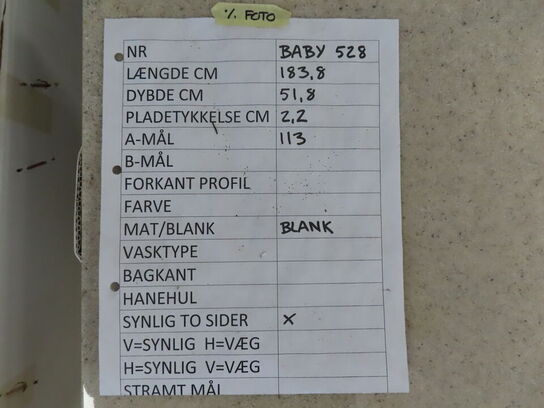 % FOTO
NR BABY 528
LÆNGDE CM 183,8
DYBDE CM 51,8
PLADETYKKELSE CM 2,2
A-MÅL 113
B-MÅL
FORKANT PROFIL
FARVE
MAT/BLANK BLANK
VASKTYPE
BAGKANT
HANEHUL
SYNLIG TO SIDER X
V=SYNLIG H=VÆG
H=SYNLIG V=VÆG
STRAMT MÅL